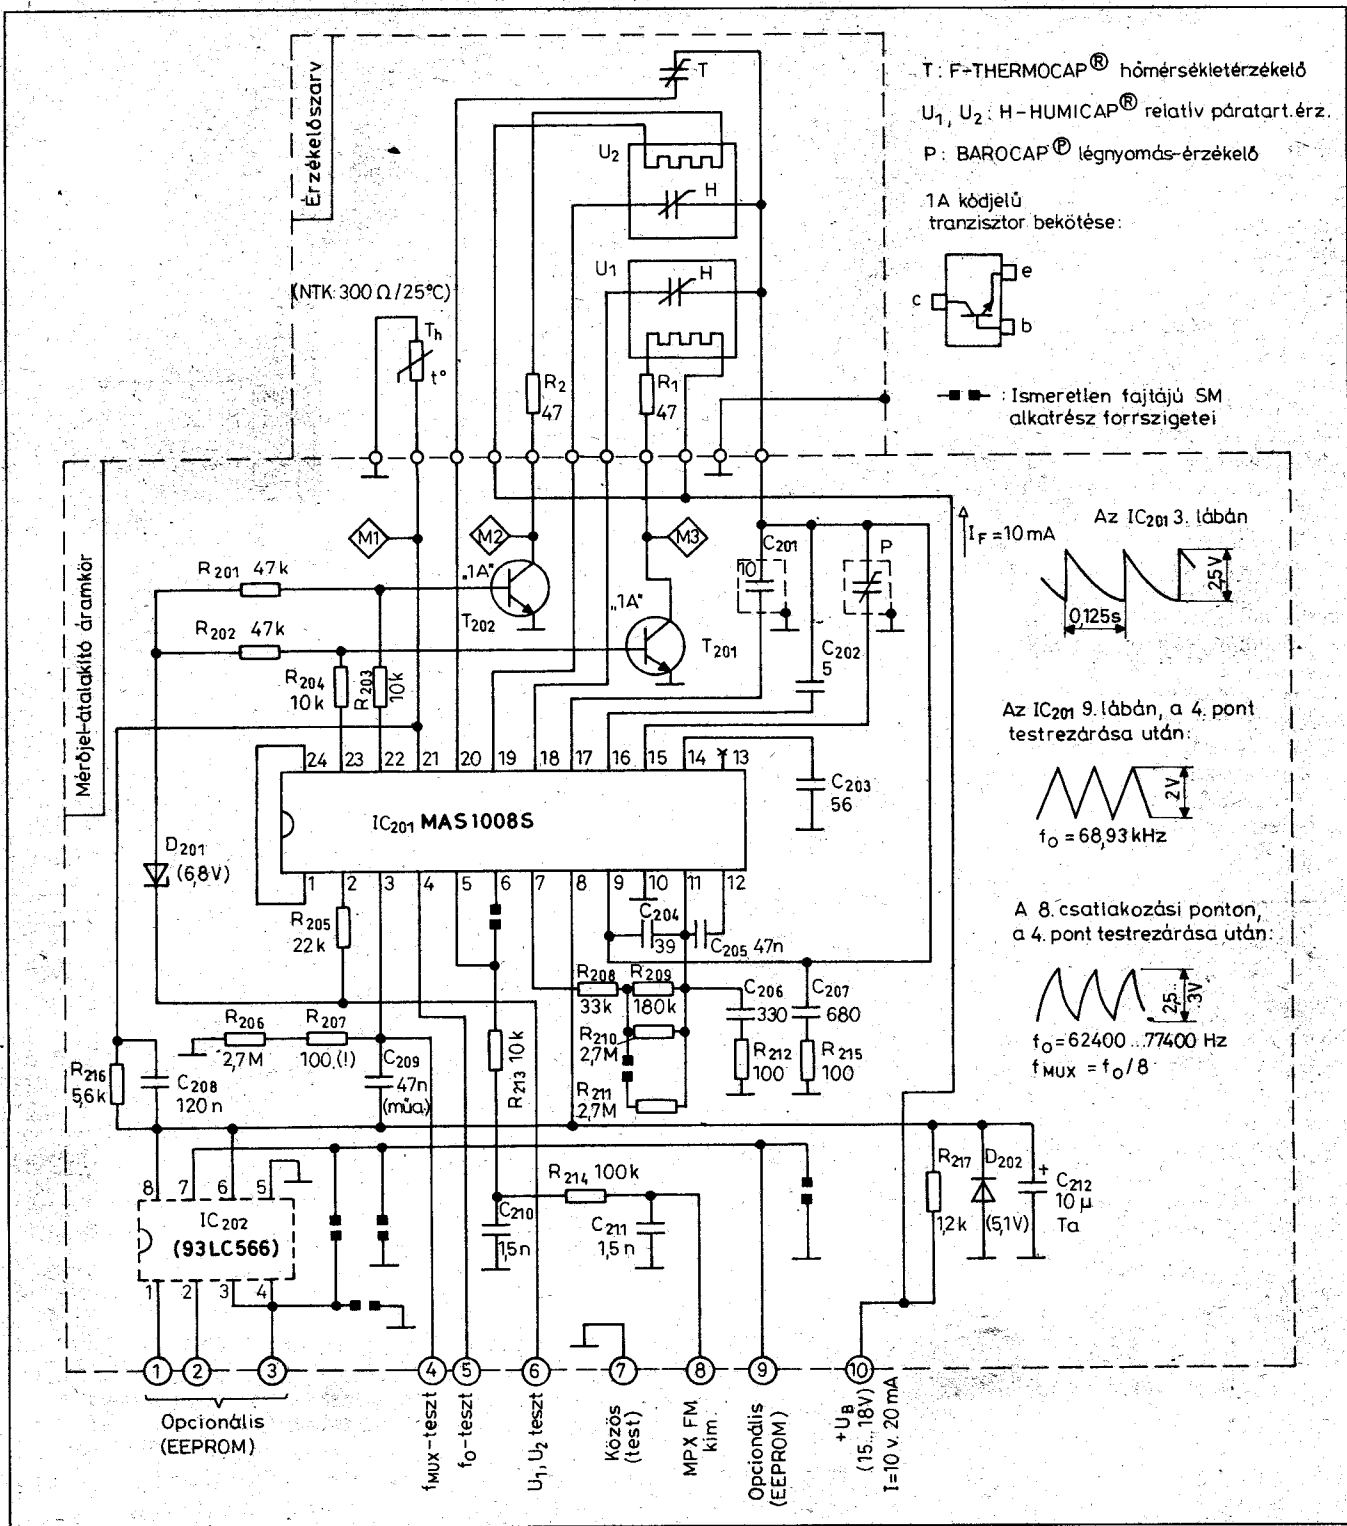 Érzékelőszarv
T: F-THERMOCAP® hőmérsékletérzékelő
U1, U2: H-HUMICAP® relatív páratart. érz.
P: BAROCAP® légnyomás-érzékelő
1A kódjelű
tranzisztor bekötése:
c
e
b
: Ismeretlen fajtájú SM
alkatrész forrszigetei
T
U2
H
U1
H
(NTK: 300 Ω/25°C)
Th
t°
R2
47
R1
47
Mérőjel-átalakító áramkör
M1
M2
M3
R201 47k
"1A"
T202
R202 47k
"1A"
T201
R204
10k
R203
10k
C201
10
P
C202
5
IF = 10 mA
Az IC201 3. lábán
25V
0,125s
Az IC201 9. lábán, a 4. pont
testrezárása után:
2V
fO = 68,93 kHz
A 8. csatlakozási ponton,
a 4. pont testrezárása után:
2,5...
3V
fO = 62400...77400 Hz
fMUX = fO/8
24 23 22 21 20 19 18 17 16 15 14 13
IC201 MAS1008S
1 2 3 4 5 6 7 8 9 10 11 12
C203
56
D201
(6,8V)
R205
22k
C204
39
C205 47n
R208
33k
R209
180k
R210
2,7M
R211
2,7M
C206
330
C207
680
R212
100
R215
100
R206
2,7M
R207
100 (!)
C209
47n
(műa.)
R213
10k
R216
5,6k
C208
120n
R214 100k
C210
1,5n
C211
1,5n
R217
1,2k
D202
(5,1V)
+
C212
10 µ
Ta
8 7 6 5
IC202
(93LC566)
1 2 3 4
1 2 3 4 5 6 7 8 9 10
Opcionális
(EEPROM)
fMUX-teszt
fO-teszt
U1, U2 teszt
Közös
(test)
MPX FM
kim.
Opcionális
(EEPROM)
+UB
(15...18V)
I=10 v. 20mA